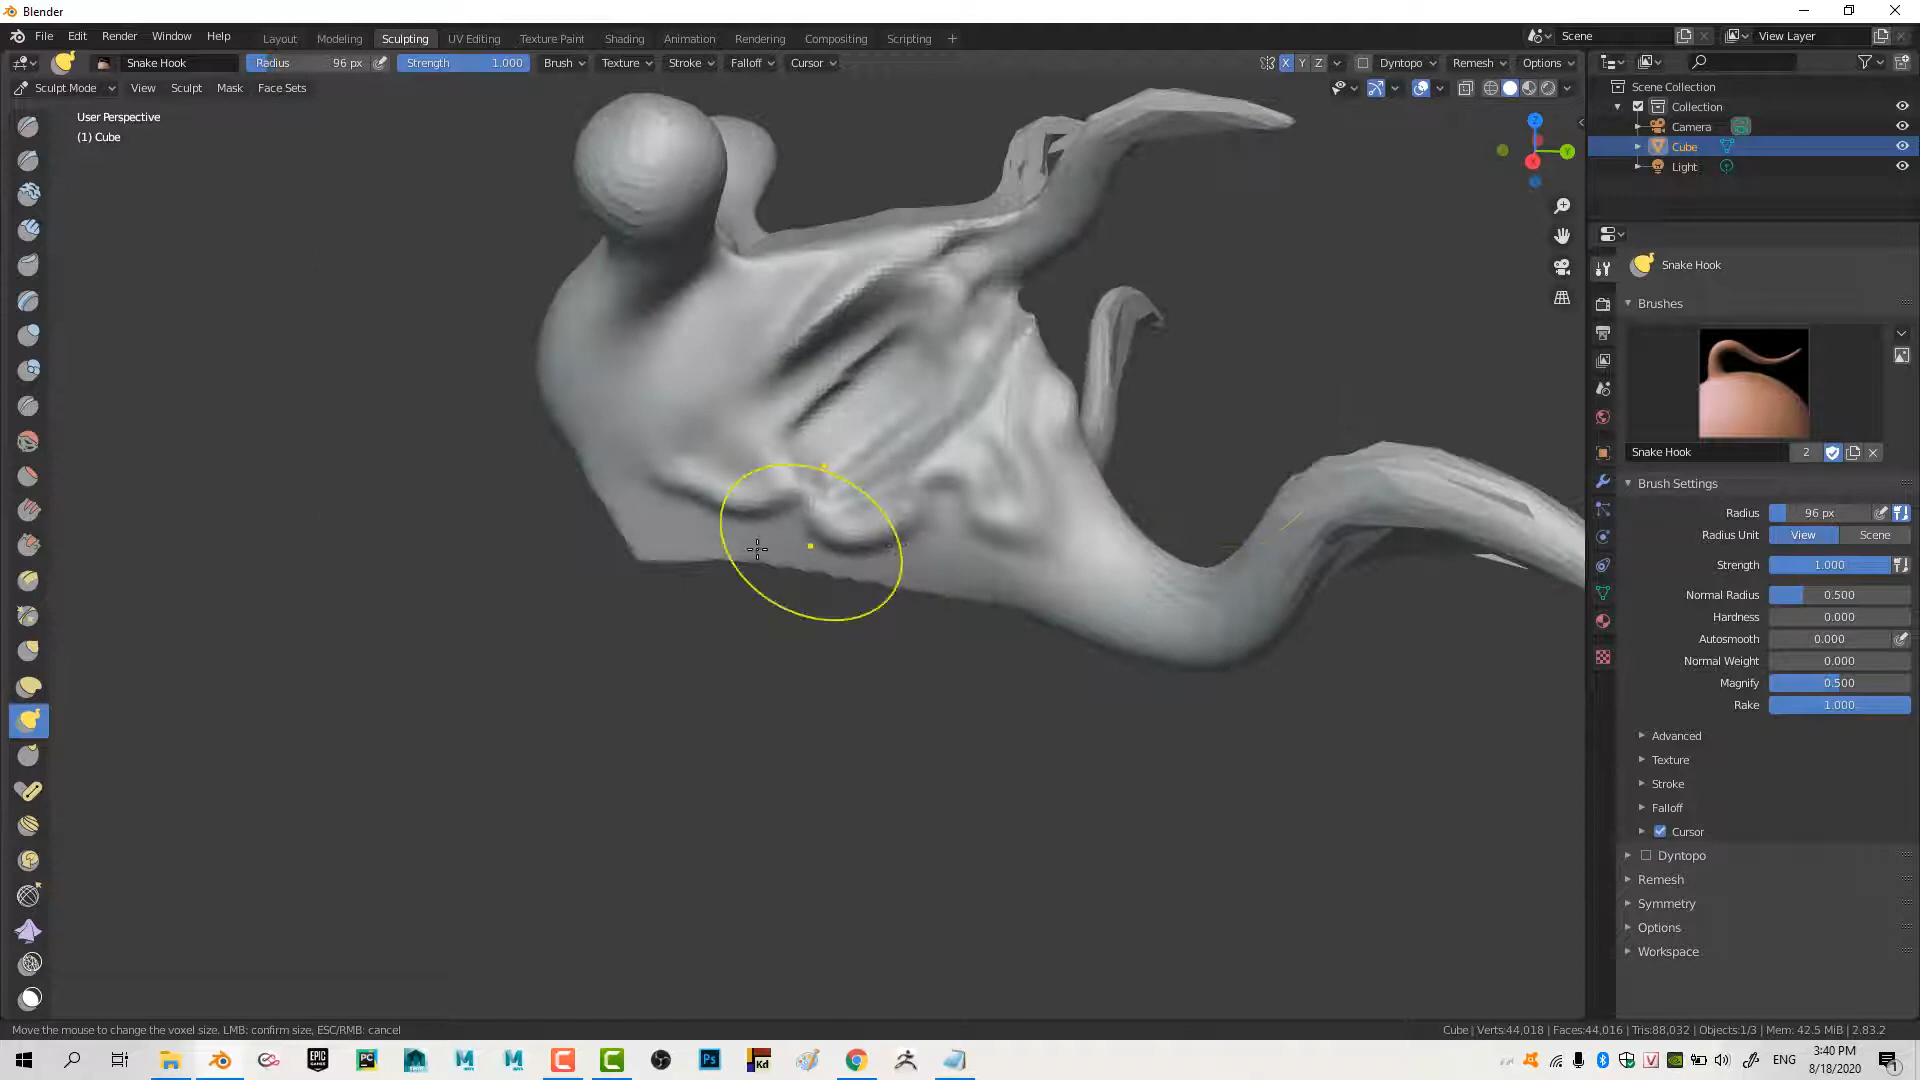 Blender
File Edit Render Window Help Layout Modeling Sculpting UV Editing Texture Paint Shading Animation Rendering Compositing Scripting + Scene View Layer
Snake Hook Radius 96 px Strength 1.000 Brush Texture Stroke Falloff Cursor X Y Z Dyntopo Remesh Options
Sculpt Mode View Sculpt Mask Face Sets
User Perspective
(1) Cube
Scene Collection
Collection
Camera
Cube
Light
Snake Hook
Brushes
Snake Hook 2
Brush Settings
Radius 96 px
Radius Unit View Scene
Strength 1.000
Normal Radius 0.500
Hardness 0.000
Autosmooth 0.000
Normal Weight 0.000
Magnify 0.500
Rake 1.000
Advanced
Texture
Stroke
Falloff
Cursor
Dyntopo
Remesh
Symmetry
Options
Workspace
Move the mouse to change the voxel size. LMB: confirm size, ESC/RMB: cancel
Cube | Verts:44,018 | Faces:44,016 | Tris:88,032 | Objects:1/3 | Mem: 42.5 MiB | 2.83.2
EPIC GAMES PC M M C C Ps Kd V ENG 3:40 PM
8/18/2020